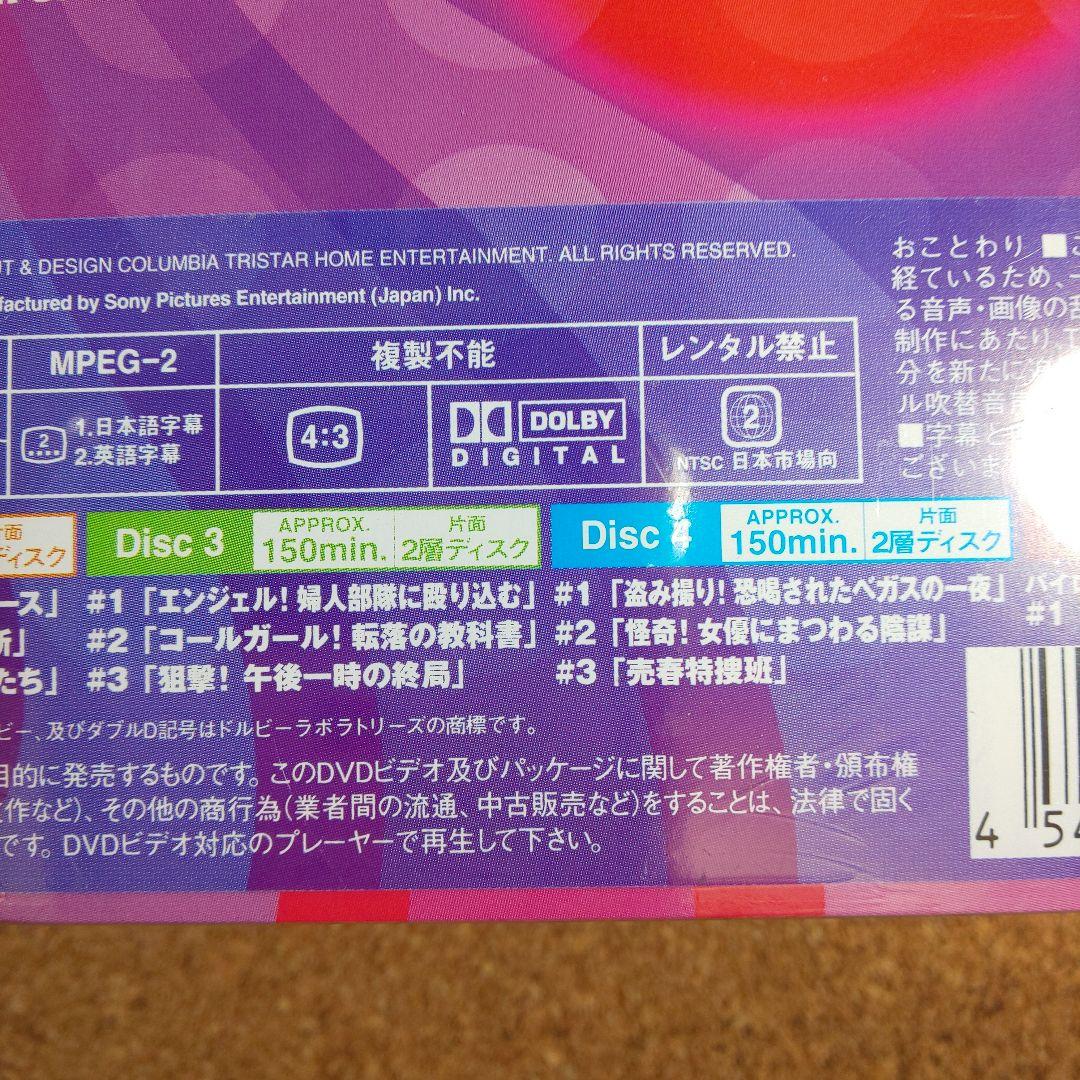 & DESIGN COLUMBIA TRISTAR HOME ENTERTAINMENT. ALL RIGHTS RESERVED.
factured by Sony Pictures Entertainment (Japan) Inc.
おことわり ■こ
経ているため、一
る音声・画像の乱
制作にあたり、
分を新たに
ル吹替音
■字幕と
ございま
MPEG-2
複製不能
レンタル禁止
2
1.日本語字幕
2.英語字幕
4:3
DOLBY
DIGITAL
2
NTSC 日本市場向
面
ディスク
Disc 3
APPROX.
150min.
片面
2層ディスク
Disc 4
APPROX.
150min.
片面
2層ディスク
ース」
たち」
#1「エンジェル!婦人部隊に殴り込む」
#2「コールガール!転落の教科書」
#3「狙撃!午後一時の終局」
#1「盗み撮り!恐喝されたベガスの一夜」
#2「怪奇!女優にまつわる陰謀」
#3「売春特捜班」
#1
ビー、及びダブルD記号はドルビーラボラトリーズの商標です。
目的に発売するものです。このDVDビデオ及びパッケージに関して著作権者・頒布権
作など)、その他の商行為(業者間の流通、中古販売など)をすることは、法律で固く
です。DVDビデオ対応のプレーヤーで再生して下さい。
4 54